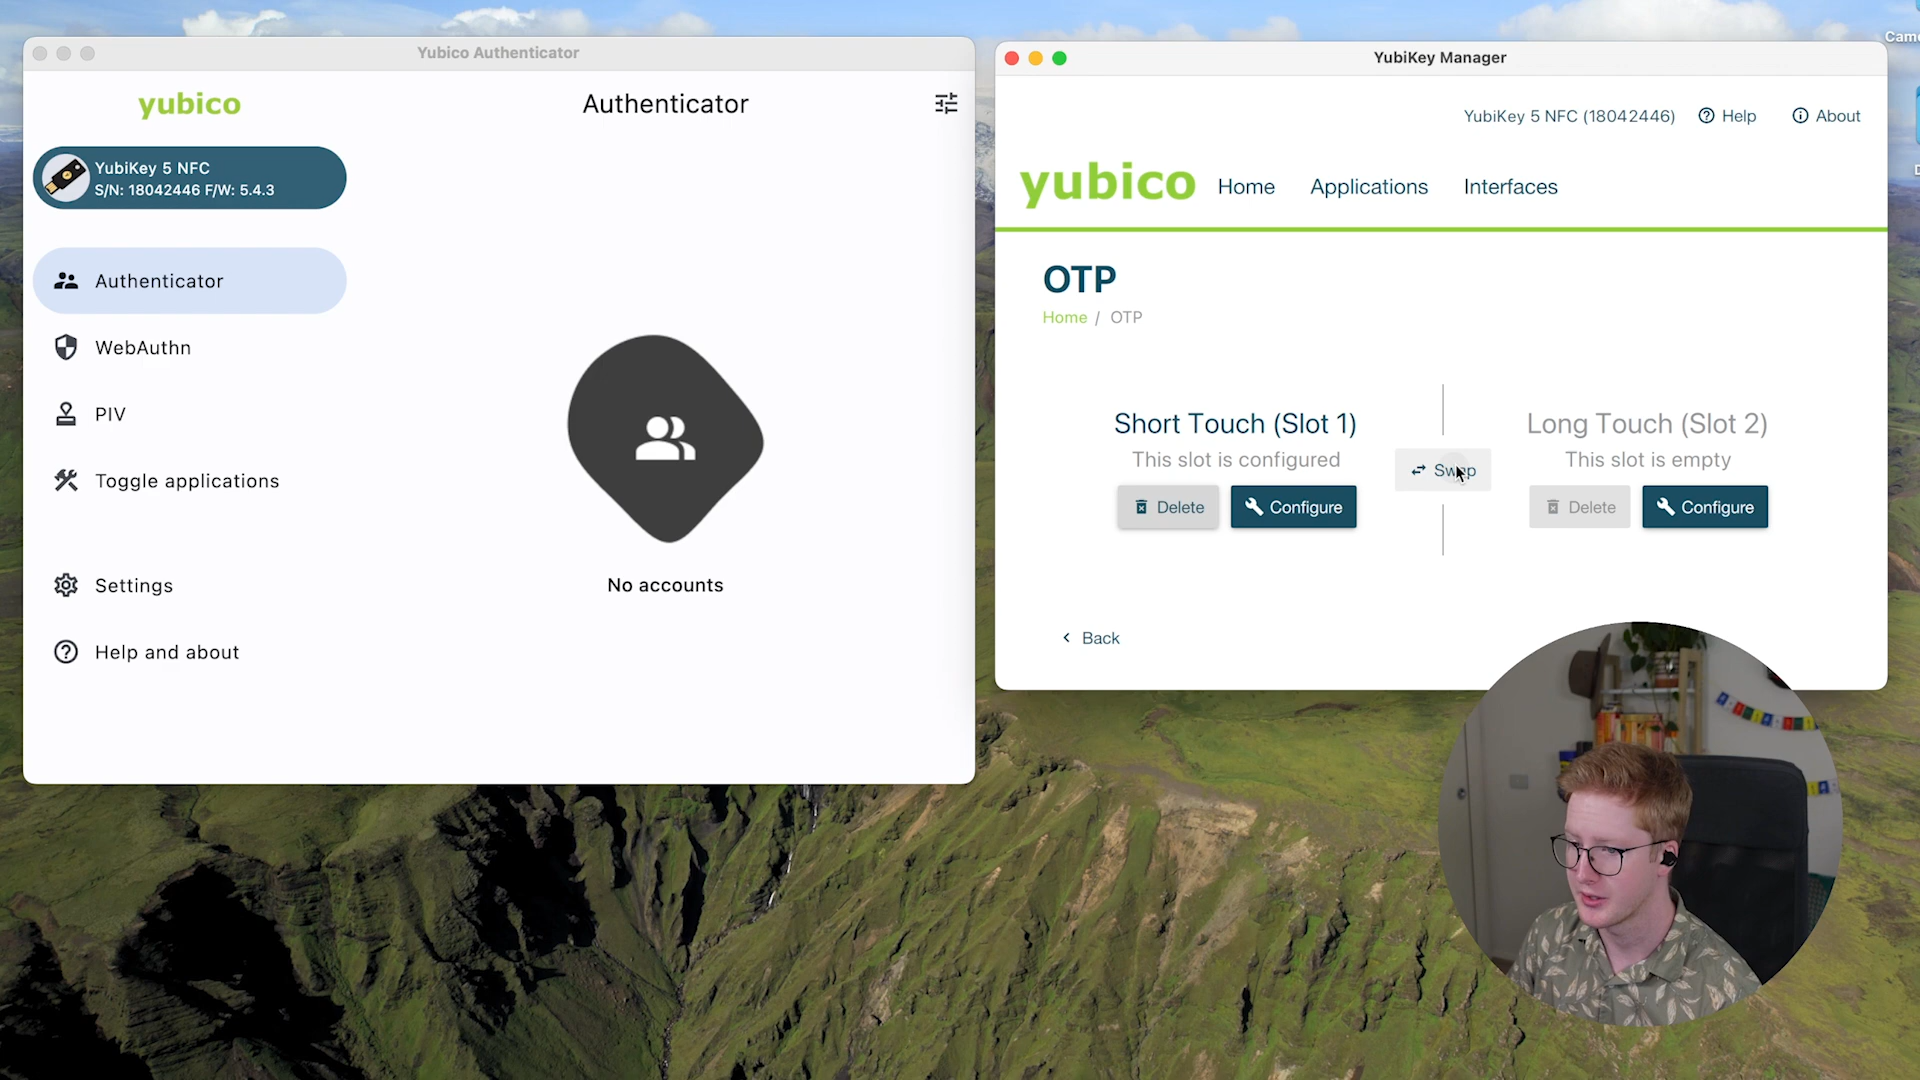 Yubico Authenticator
yubico
Authenticator
YubiKey 5 NFC
S/N: 18042446 F/W: 5.4.3
Authenticator
WebAuthn
PIV
Toggle applications
Settings
Help and about
No accounts
YubiKey Manager
YubiKey 5 NFC (18042446)
Help
About
yubico
Home
Applications
Interfaces
OTP
Home / OTP
Short Touch (Slot 1)
This slot is configured
Delete
Configure
Swap
Long Touch (Slot 2)
This slot is empty
Delete
Configure
Back